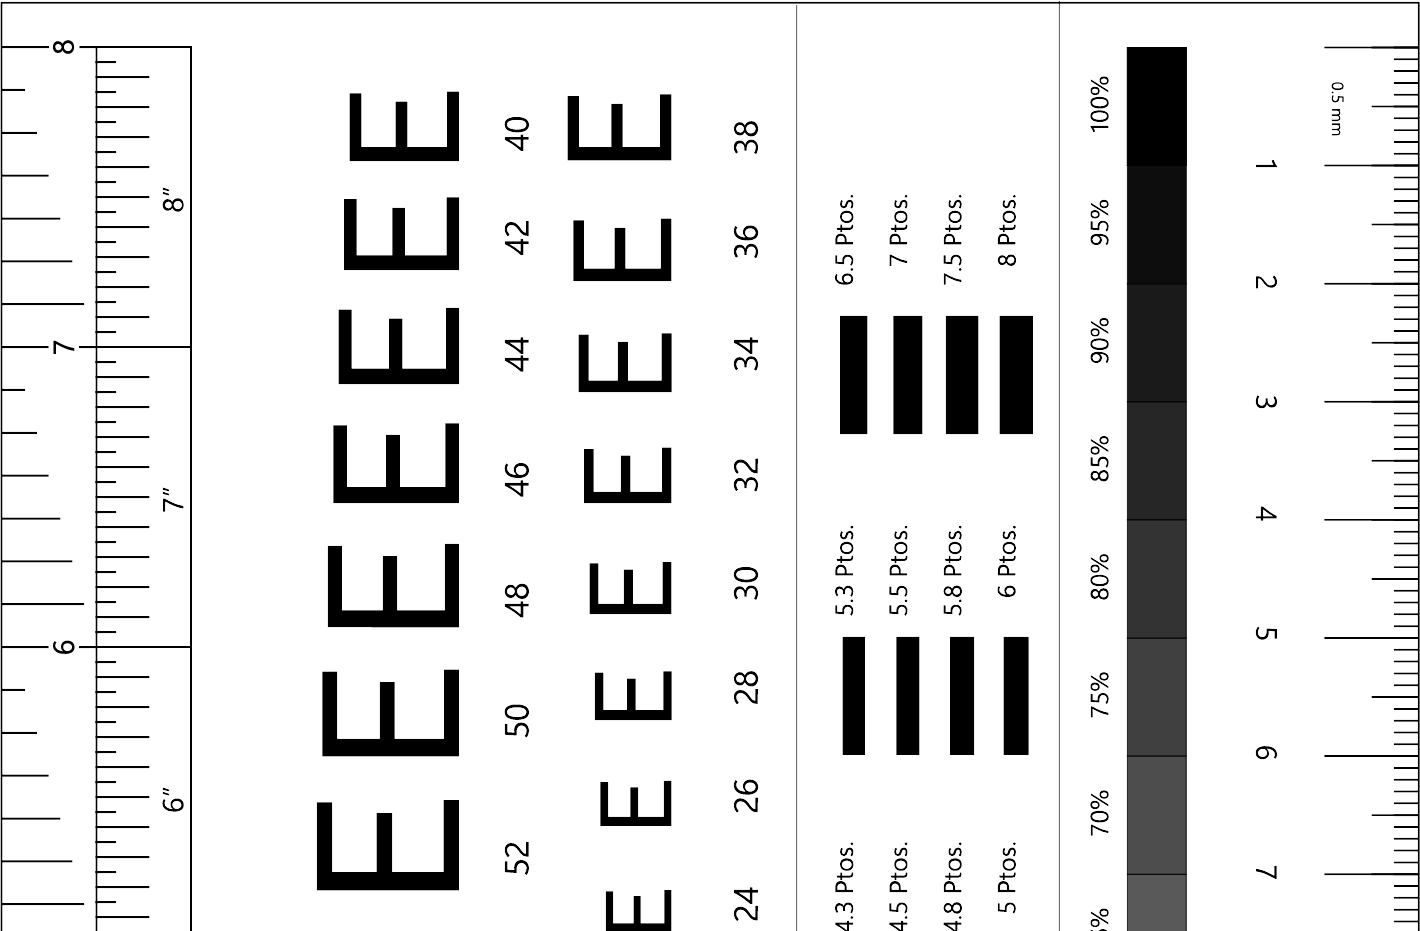 8
7
6
8”
7”
6”
E 40
E 42
E 44
E 46
E 48
E 50
E 52
E 38
E 36
E 34
E 32
E 30
E 28
E 26
E 24
6.5 Ptos.
7 Ptos.
7.5 Ptos.
8 Ptos.
5.3 Ptos.
5.5 Ptos.
5.8 Ptos.
6 Ptos.
4.3 Ptos.
4.5 Ptos.
4.8 Ptos.
5 Ptos.
100%
95%
90%
85%
80%
75%
70%
0.5 mm
1
2
3
4
5
6
7